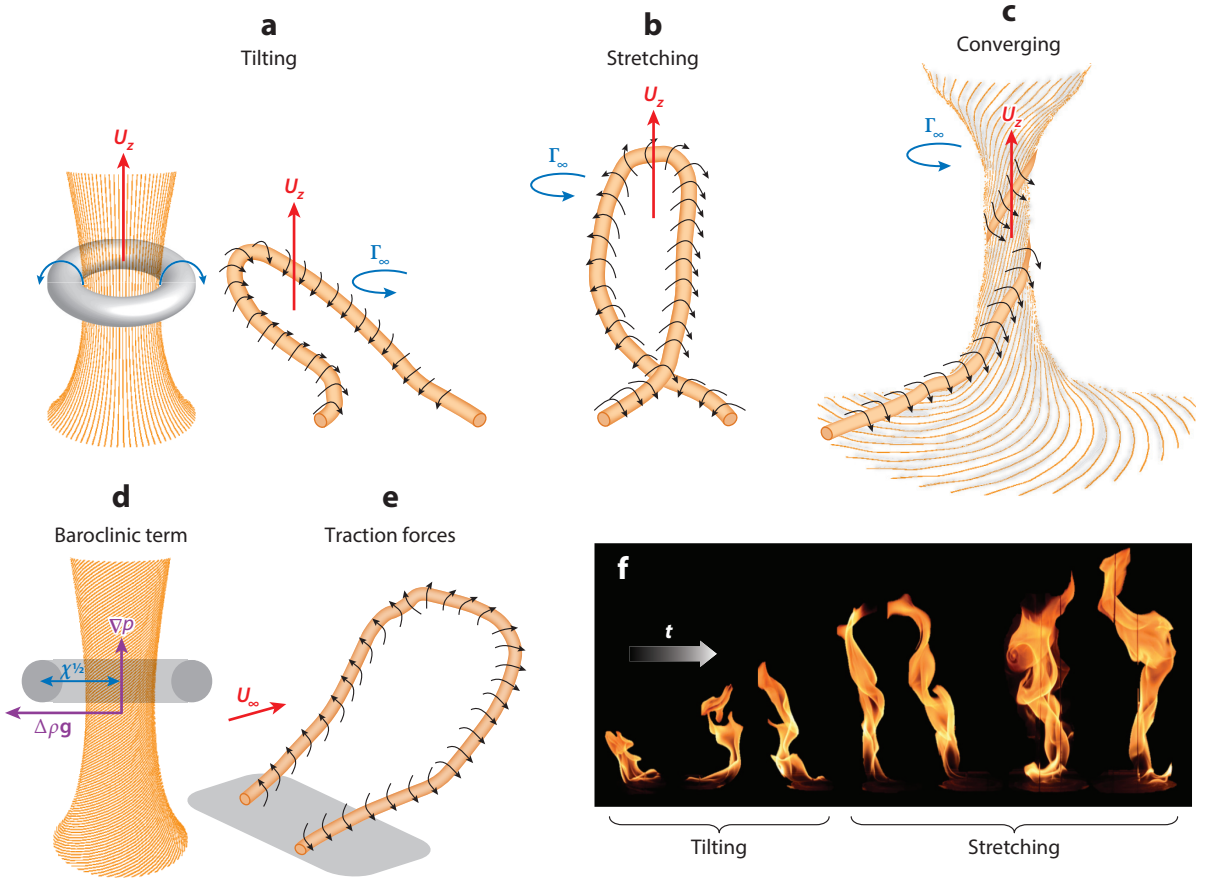 a
Tilting
b
Stretching
c
Converging
U_z
U_z
Γ_∞
U_z
Γ_∞
U_z
Γ_∞
d
Baroclinic term
e
Traction forces
∇p
χ^½
Δρg
U_∞
f
t
Tilting
Stretching